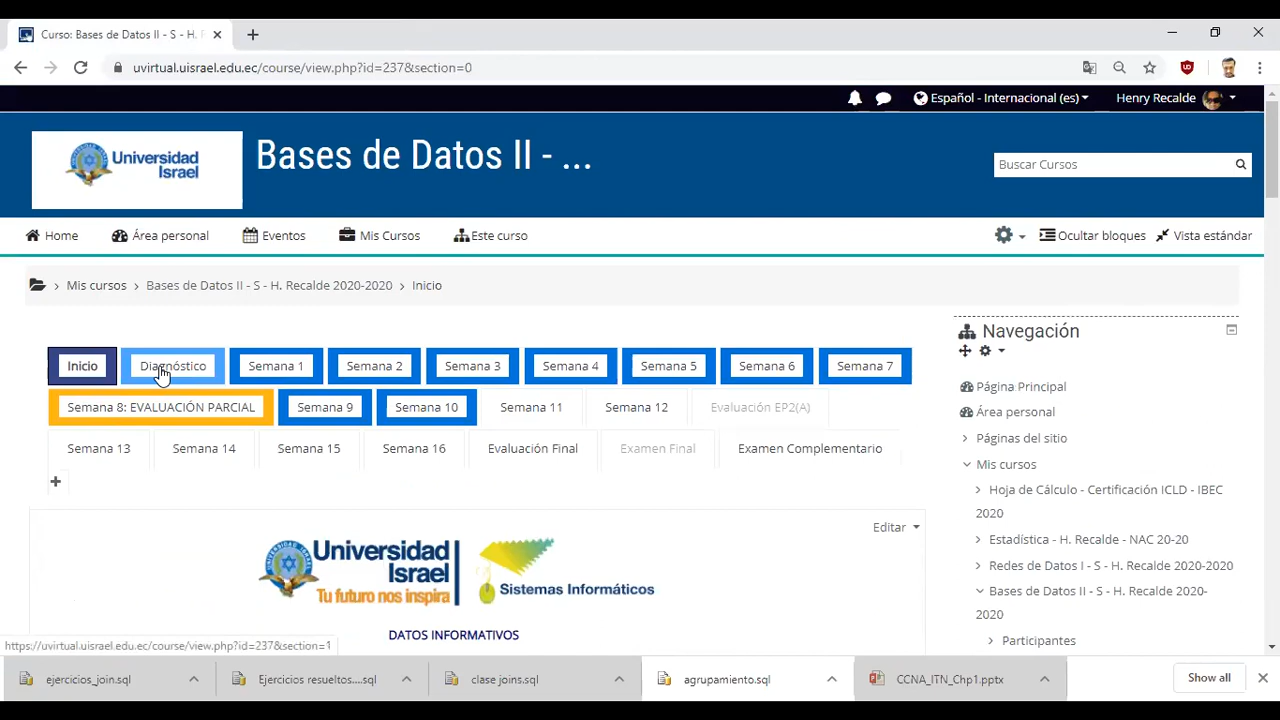 Curso: Bases de Datos II - S - H. R
uvirtual.uisrael.edu.ec/course/view.php?id=237&section=0
Español - Internacional (es)
Henry Recalde
Universidad
Israel
Bases de Datos II - ...
Buscar Cursos
Home
Área personal
Eventos
Mis Cursos
Este curso
Ocultar bloques
Vista estándar
Mis cursos > Bases de Datos II - S - H. Recalde 2020-2020 > Inicio
Navegación
Inicio
Diagnóstico
Semana 1
Semana 2
Semana 3
Semana 4
Semana 5
Semana 6
Semana 7
Semana 8: EVALUACIÓN PARCIAL
Semana 9
Semana 10
Semana 11
Semana 12
Evaluación EP2(A)
Semana 13
Semana 14
Semana 15
Semana 16
Evaluación Final
Examen Final
Examen Complementario
Editar
Universidad
Israel
Tu futuro nos inspira
Sistemas Informáticos
DATOS INFORMATIVOS
Página Principal
Área personal
Páginas del sitio
Mis cursos
Hoja de Cálculo - Certificación ICLD - IBEC
2020
Estadística - H. Recalde - NAC 20-20
Redes de Datos I - S - H. Recalde 2020-2020
Bases de Datos II - S - H. Recalde 2020-
2020
Participantes
https://uvirtual.uisrael.edu.ec/course/view.php?id=237&section=1
ejercicios_join.sql
Ejercicios resueltos....sql
clase joins.sql
agrupamiento.sql
CCNA_ITN_Chp1.pptx
Show all